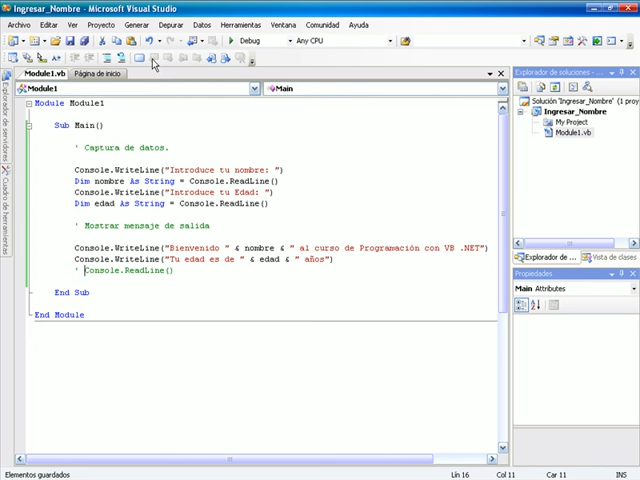 Ingresar_Nombre - Microsoft Visual Studio
Archivo Editar Ver Proyecto Generar Depurar Datos Herramientas Ventana Comunidad Ayuda
Debug Any CPU
Module1.vb Página de inicio
Module1 Main
Module Module1
Sub Main()
' Captura de datos.
Console.WriteLine("Introduce tu nombre: ")
Dim nombre As String = Console.ReadLine()
Console.WriteLine("Introduce tu Edad: ")
Dim edad As String = Console.ReadLine()
' Mostrar mensaje de salida
Console.WriteLine("Bienvenido " & nombre & " al curso de Programación con VB .NET")
Console.WriteLine("Tu edad es de " & edad & " años")
' Console.ReadLine()
End Sub
End Module
Explorador de servidores
Cuadro de herramientas
Explorador de soluciones -
Solución 'Ingresar_Nombre' (1 proy
Ingresar_Nombre
My Project
Module1.vb
Explorador de... Vista de clases
Propiedades
Main Attributes
Elementos guardados Lín 16 Col 11 Car 11 INS